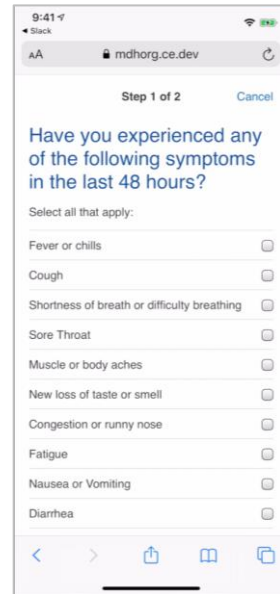 9:41
◀ Slack
AA mdhorg.ce.dev
Step 1 of 2 Cancel
Have you experienced any
of the following symptoms
in the last 48 hours?
Select all that apply:
Fever or chills
Cough
Shortness of breath or difficulty breathing
Sore Throat
Muscle or body aches
New loss of taste or smell
Congestion or runny nose
Fatigue
Nausea or Vomiting
Diarrhea